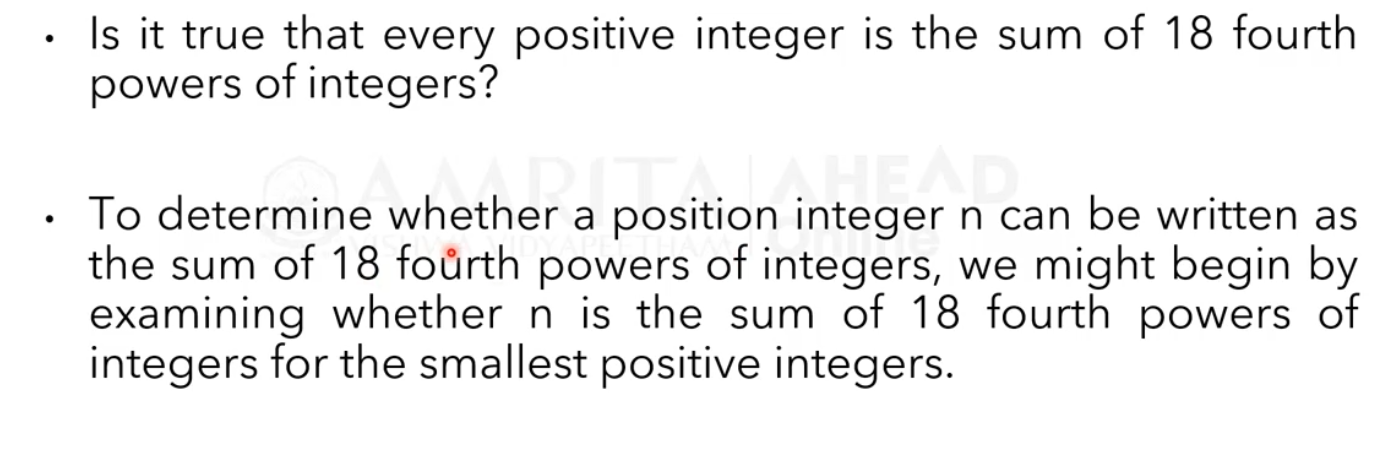 • Is it true that every positive integer is the sum of 18 fourth
powers of integers?
AMRITA AHEAD
VISHWA VIDYAPEETHAM Online
• To determine whether a position integer n can be written as
the sum of 18 fourth powers of integers, we might begin by
examining whether n is the sum of 18 fourth powers of
integers for the smallest positive integers.